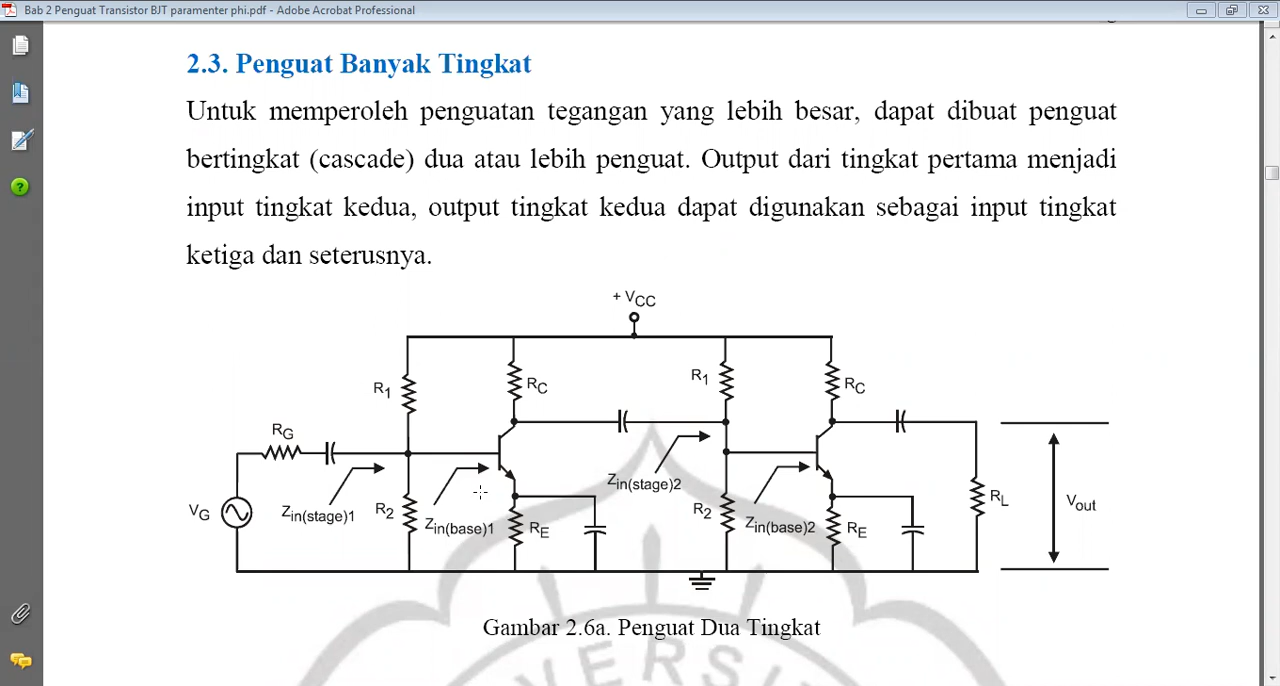 Bab 2 Penguat Transistor BJT paramenter phi.pdf - Adobe Acrobat Professional
2.3. Penguat Banyak Tingkat
Untuk memperoleh penguatan tegangan yang lebih besar, dapat dibuat penguat
bertingkat (cascade) dua atau lebih penguat. Output dari tingkat pertama menjadi
input tingkat kedua, output tingkat kedua dapat digunakan sebagai input tingkat
ketiga dan seterusnya.
+ VCC
R1
RC
R1
RC
RG
Zin(stage)2
VG
Zin(stage)1
R2
Zin(base)1
RE
R2
Zin(base)2
RE
RL
Vout
Gambar 2.6a. Penguat Dua Tingkat
VERSI